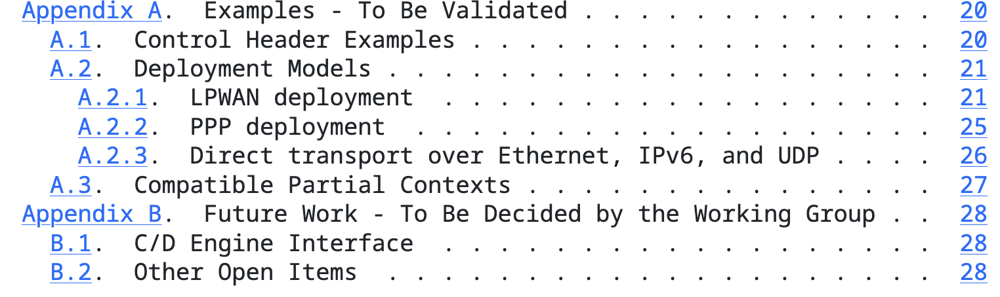 Appendix A.  Examples - To Be Validated . . . . . . . . . . . . .  20
  A.1.  Control Header Examples . . . . . . . . . . . . . . . . .  20
  A.2.  Deployment Models . . . . . . . . . . . . . . . . . . . .  21
    A.2.1.  LPWAN deployment  . . . . . . . . . . . . . . . . . .  21
    A.2.2.  PPP deployment  . . . . . . . . . . . . . . . . . . .  25
    A.2.3.  Direct transport over Ethernet, IPv6, and UDP . . . .  26
  A.3.  Compatible Partial Contexts . . . . . . . . . . . . . . .  27
Appendix B.  Future Work - To Be Decided by the Working Group . .  28
  B.1.  C/D Engine Interface  . . . . . . . . . . . . . . . . . .  28
  B.2.  Other Open Items  . . . . . . . . . . . . . . . . . . . .  28